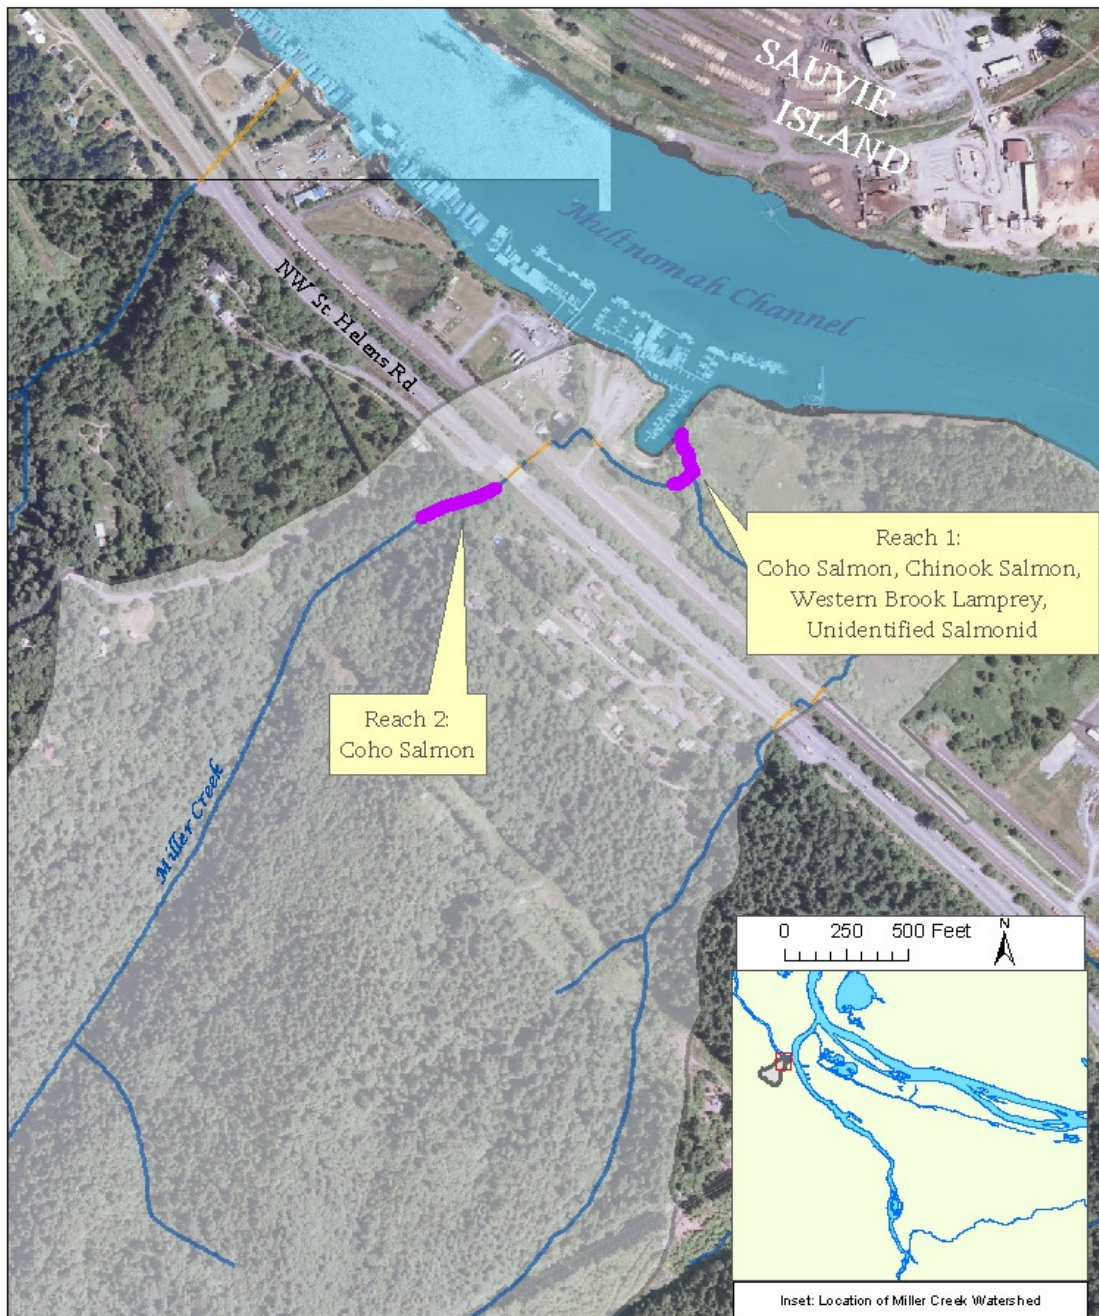 SAUVIE
ISLAND
Multnomah Channel
NW St. Helens Rd.
Reach 1:
Coho Salmon, Chinook Salmon,
Western Brook Lamprey,
Unidentified Salmonid
Reach 2:
Coho Salmon
Miller Creek
0 250 500 Feet
N
Inset: Location of Miller Creek Watershed